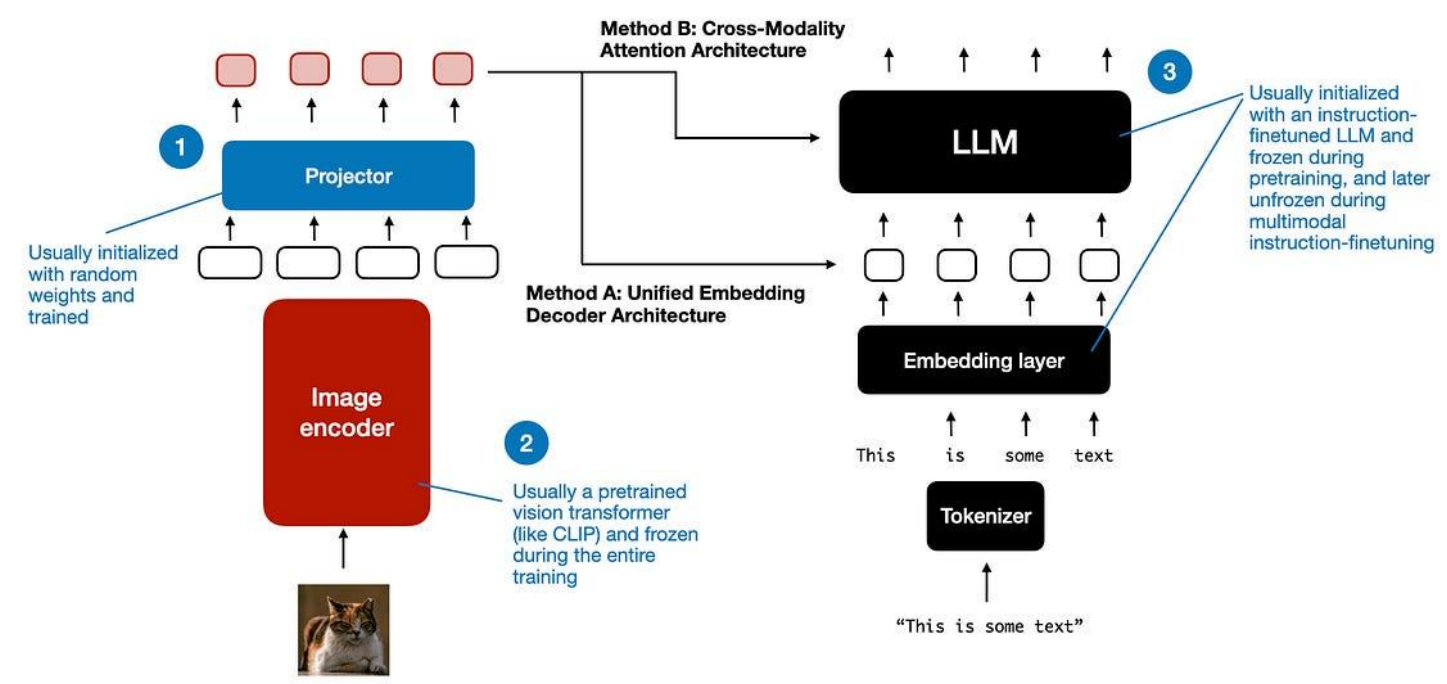 Method B: Cross-Modality
Attention Architecture
1
Projector
Usually initialized
with random
weights and
trained
Image
encoder
2
Usually a pretrained
vision transformer
(like CLIP) and frozen
during the entire
training
Method A: Unified Embedding
Decoder Architecture
LLM
3
Usually initialized
with an instruction-
finetuned LLM and
frozen during
pretraining, and later
unfrozen during
multimodal
instruction-finetuning
Embedding layer
This is some text
Tokenizer
“This is some text”